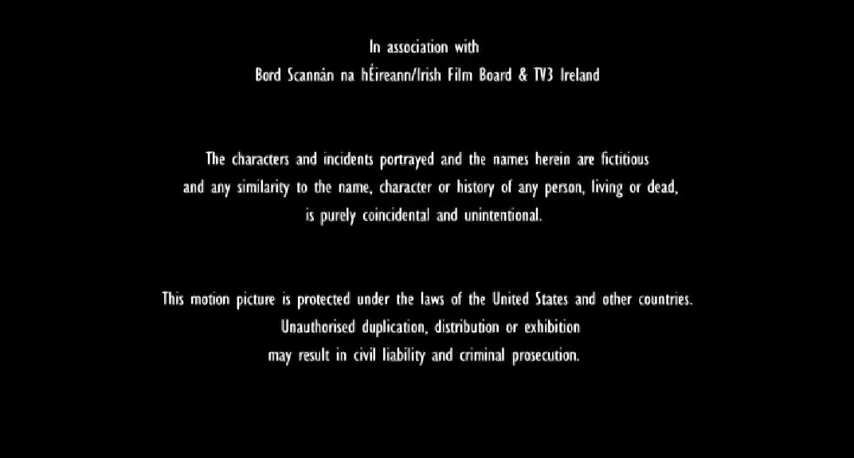 In association with
Bord Scannán na hÉireann/Irish Film Board & TV3 Ireland
The characters and incidents portrayed and the names herein are fictitious
and any similarity to the name, character or history of any person, living or dead,
is purely coincidental and unintentional.
This motion picture is protected under the laws of the United States and other countries.
Unauthorised duplication, distribution or exhibition
may result in civil liability and criminal prosecution.